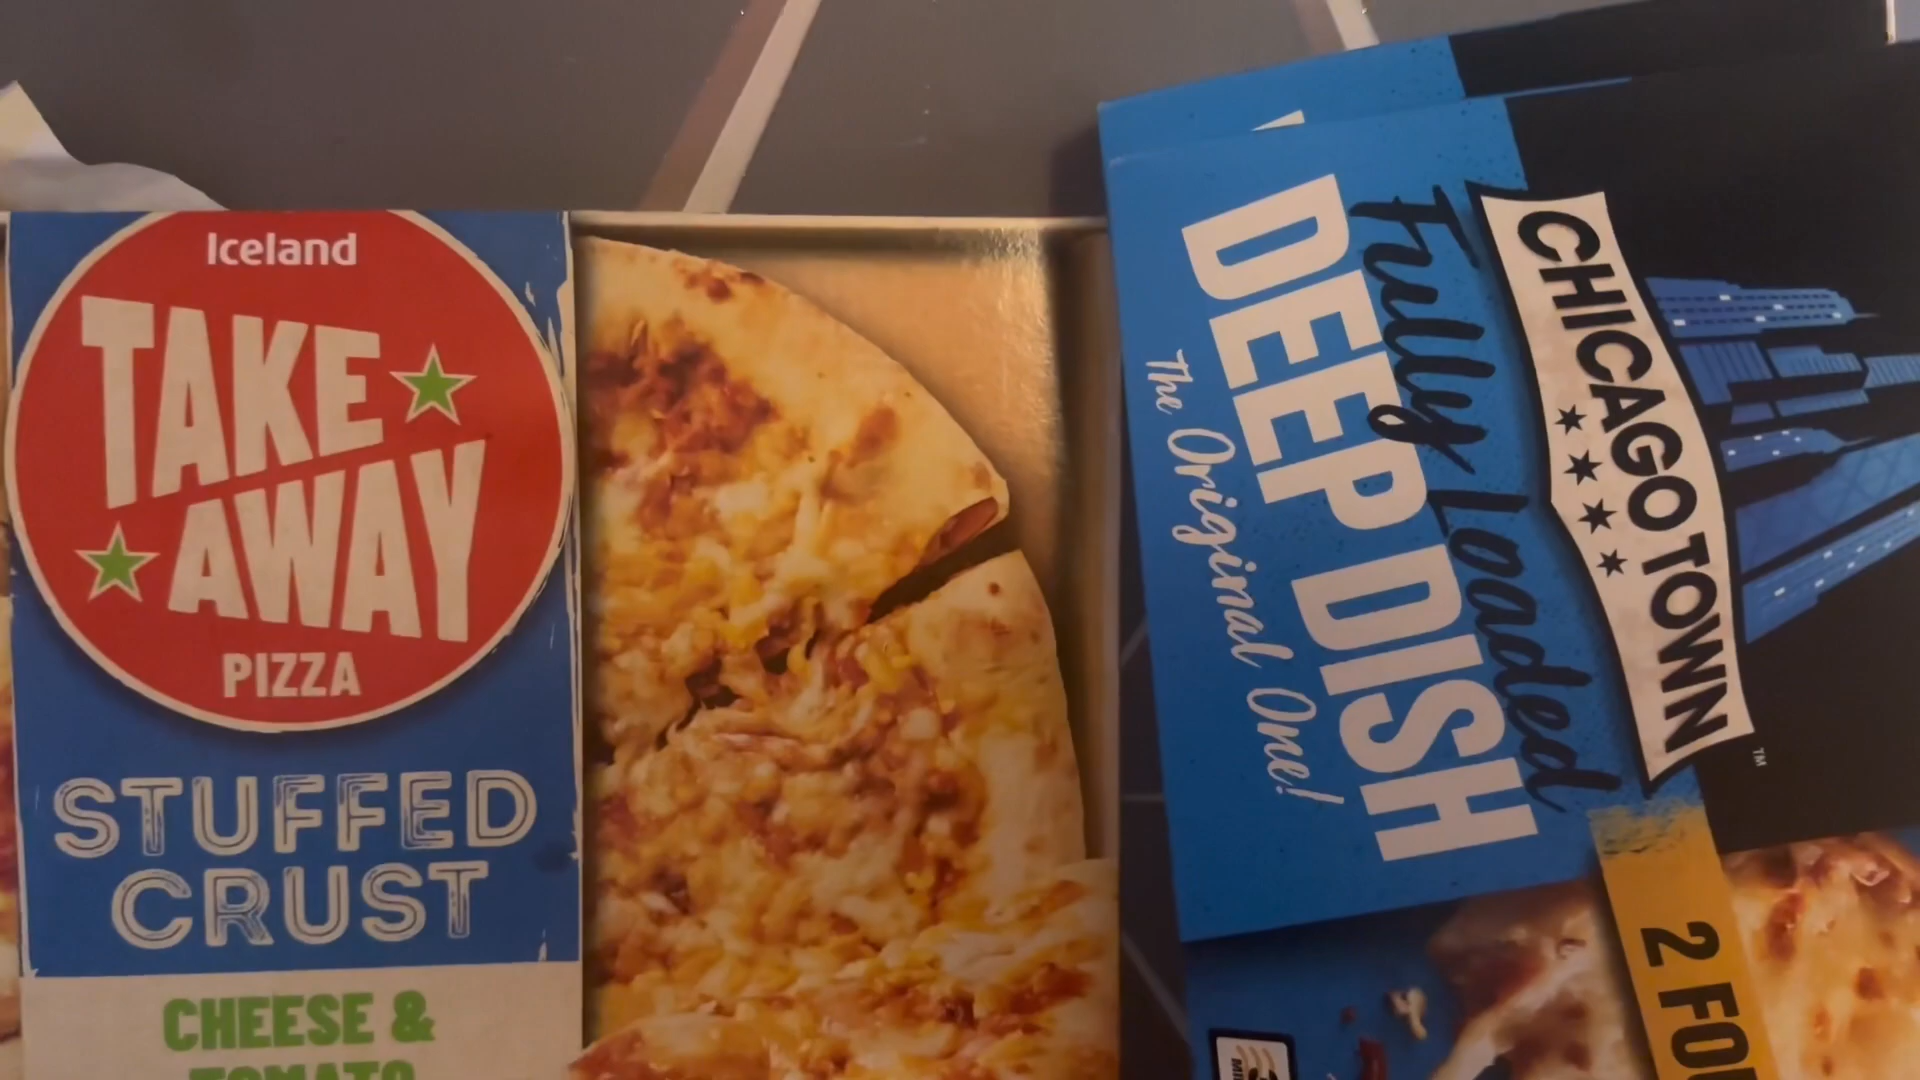 Iceland
TAKE
AWAY
PIZZA
STUFFED
CRUST
CHEESE &
TOMATO
CHICAGO TOWN
TM
Fully Loaded
DEEP DISH
The Original One!
2 FO